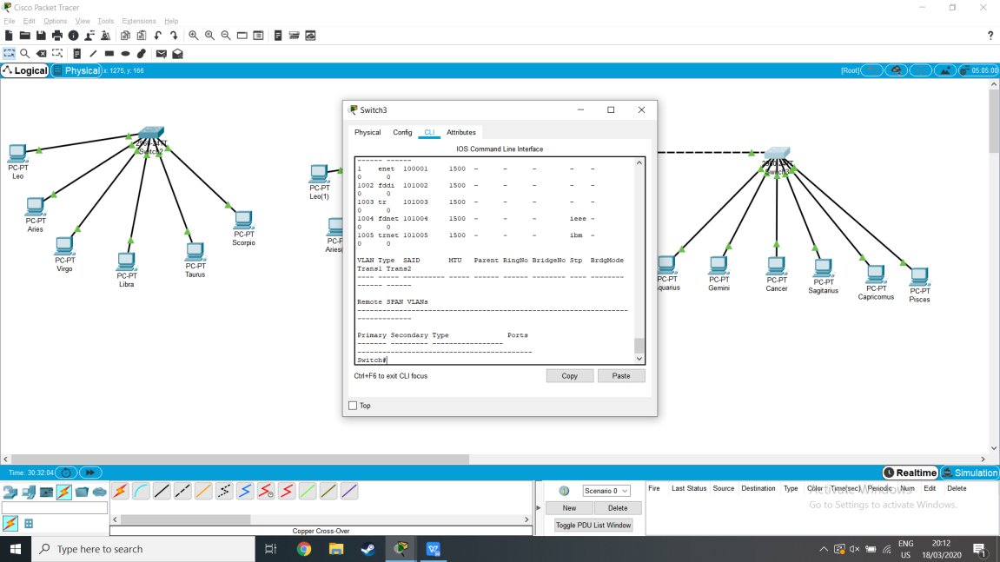 Cisco Packet Tracer
File Edit Options View Tools Extensions Help
?
Logical Physical x: 1275, y: 166 [Root] 05:05:00
2960-24TT
Switch2
PC-PT
Leo
PC-PT
Aries
PC-PT
Virgo
PC-PT
Libra
PC-PT
Taurus
PC-PT
Scorpio
PC-PT
Leo(1)
PC-P
Aries(
Switch3
Physical Config CLI Attributes
IOS Command Line Interface
------ ------
1 enet 100001 1500 - - - - -
0 0
1002 fddi 101002 1500 - - - - -
0 0
1003 tr 101003 1500 - - - - -
0 0
1004 fdnet 101004 1500 - - - ieee -
0 0
1005 trnet 101005 1500 - - - ibm -
0 0
VLAN Type SAID MTU Parent RingNo BridgeNo Stp BrdgMode
Trans1 Trans2
---- ----- ---------- ----- ------ ------ -------- ---- --------
------ ------
Remote SPAN VLANs
------------------------------------------------------------------
-------------
Primary Secondary Type Ports
------- --------- -----------------
------------------------------------------
Switch#
Ctrl+F6 to exit CLI focus
Copy Paste
Top
2960-24TT
Switch3
PC-PT
quarius
PC-PT
Gemini
PC-PT
Cancer
PC-PT
Sagitarius
PC-PT
Capricornus
PC-PT
Pisces
Time: 30:32:04
Realtime Simulation
Scenario 0
New Delete
Toggle PDU List Window
Fire Last Status Source Destination Type Color Time(sec) Periodic Num Edit Delete
Activate Windows
Go to Settings to activate Windows.
Copper Cross-Over
Type here to search
ENG
US
20:12
18/03/2020
1